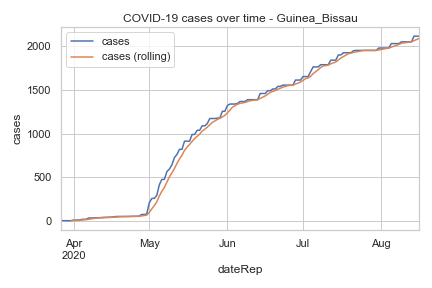 COVID-19 cases over time - Guinea_Bissau
cases
cases (rolling)
2000
1500
1000
500
0
cases
Apr
2020
May
Jun
Jul
Aug
dateRep